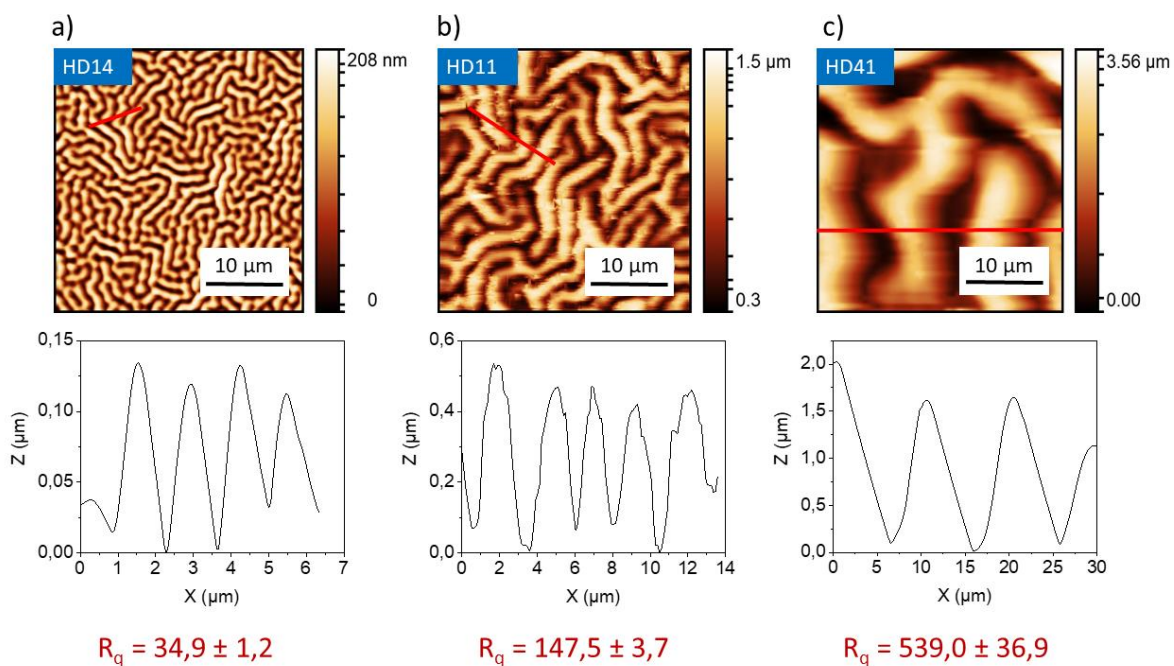 a)
HD14
208 nm
10 µm
0
0,15
0,10
0,05
0,00
Z (µm)
0 1 2 3 4 5 6 7
X (µm)
R_q = 34,9 ± 1,2
b)
HD11
1.5 µm
10 µm
0.3
0,6
0,4
0,2
0,0
Z (µm)
0 2 4 6 8 10 12 14
X (µm)
R_q = 147,5 ± 3,7
c)
HD41
3.56 µm
10 µm
0.00
2,0
1,5
1,0
0,5
0,0
Z (µm)
0 5 10 15 20 25 30
X (µm)
R_q = 539,0 ± 36,9